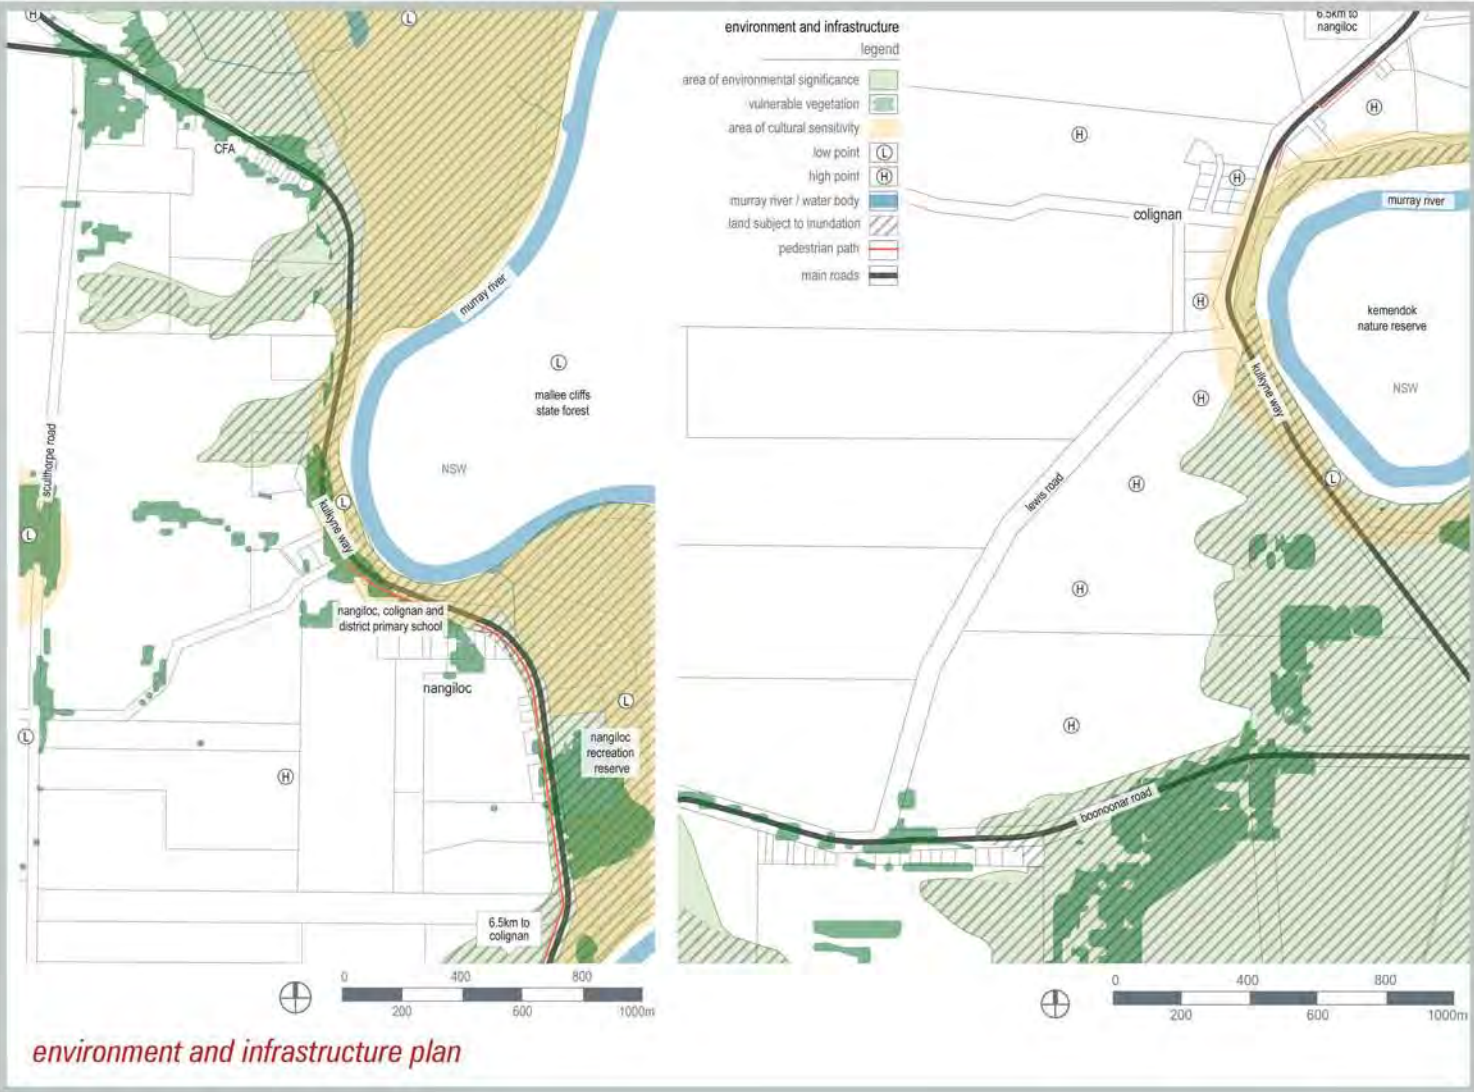 H
L
CFA
murray river
L
mallee cliffs
state forest
NSW
sculthorpe road
L
L
kulkyne way
nangiloc, colignan and
district primary school
nangiloc
L
nangiloc
recreation
reserve
L
H
6.5km to
colignan
0 400 800
200 600 1000m
environment and infrastructure
legend
area of environmental significance
vulnerable vegetation
area of cultural sensitivity
low point L
high point H
murray river / water body
land subject to inundation
pedestrian path
main roads
6.5km to
nangiloc
H
H
H
colignan
murray river
H
kemendok
nature reserve
NSW
kulkyne way
H
L
H
lewis road
H
H
boonoonar road
0 400 800
200 600 1000m
environment and infrastructure plan